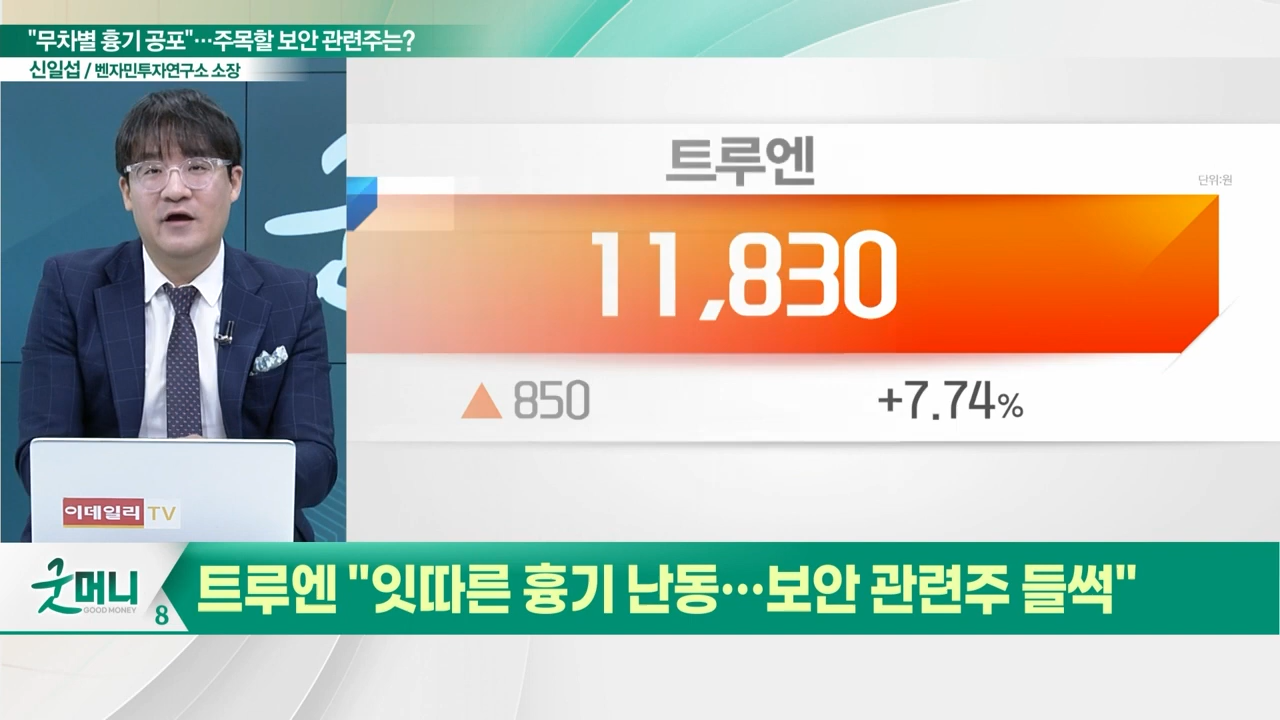 "무차별 흉기 공포"…주목할 보안 관련주는?
신일섭 / 벤자민투자연구소 소장
트루엔
단위:원
11,830
▲ 850
+7.74%
이데일리 TV
굿머니
GOOD MONEY
8
트루엔 "잇따른 흉기 난동…보안 관련주 들썩"